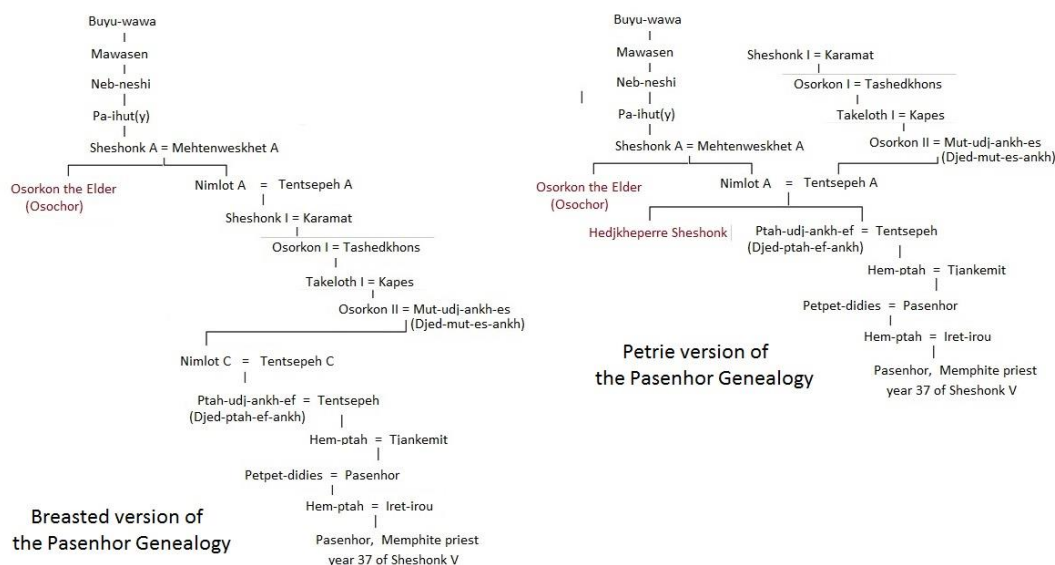 Buyu-wawa
Mawasen
Neb-neshi
Pa-ihut(y)
Sheshonk A = Mehtenweskhet A
Osorkon the Elder
(Osochor)
Nimlot A = Tentsepeh A
Sheshonk I = Karamat
Osorkon I = Tashedkhons
Takeloth I = Kapes
Osorkon II = Mut-udj-ankh-es
(Djed-mut-es-ankh)
Nimlot C = Tentsepeh C
Ptah-udj-ankh-ef = Tentsepeh
(Djed-ptah-ef-ankh)
Hem-ptah = Tjankemit
Petpet-didies = Pasenhor
Hem-ptah = Iret-irou
Pasenhor, Memphite priest
year 37 of Sheshonk V
Breasted version of
the Pasenhor Genealogy
Buyu-wawa
Mawasen
Neb-neshi
Pa-ihut(y)
Sheshonk A = Mehtenweskhet A
Sheshonk I = Karamat
Osorkon I = Tashedkhons
Takeloth I = Kapes
Osorkon II = Mut-udj-ankh-es
(Djed-mut-es-ankh)
Osorkon the Elder
(Osochor)
Nimlot A = Tentsepeh A
Hedjkheperre Sheshonk
Ptah-udj-ankh-ef = Tentsepeh
(Djed-ptah-ef-ankh)
Hem-ptah = Tjankemit
Petpet-didies = Pasenhor
Hem-ptah = Iret-irou
Pasenhor, Memphite priest
year 37 of Sheshonk V
Petrie version of
the Pasenhor Genealogy